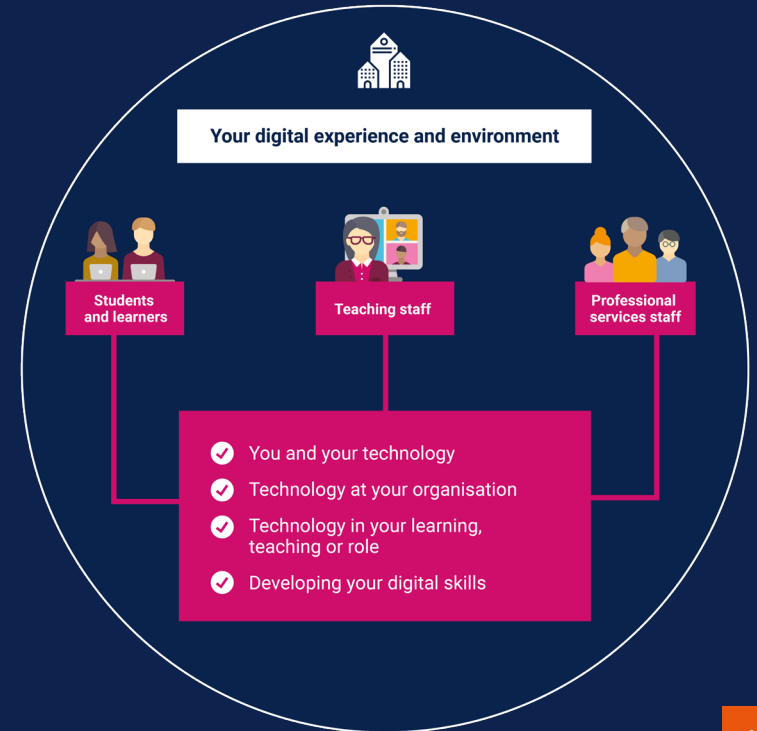 Your digital experience and environment
Students
and learners
Teaching staff
Professional
services staff
You and your technology
Technology at your organisation
Technology in your learning,
teaching or role
Developing your digital skills